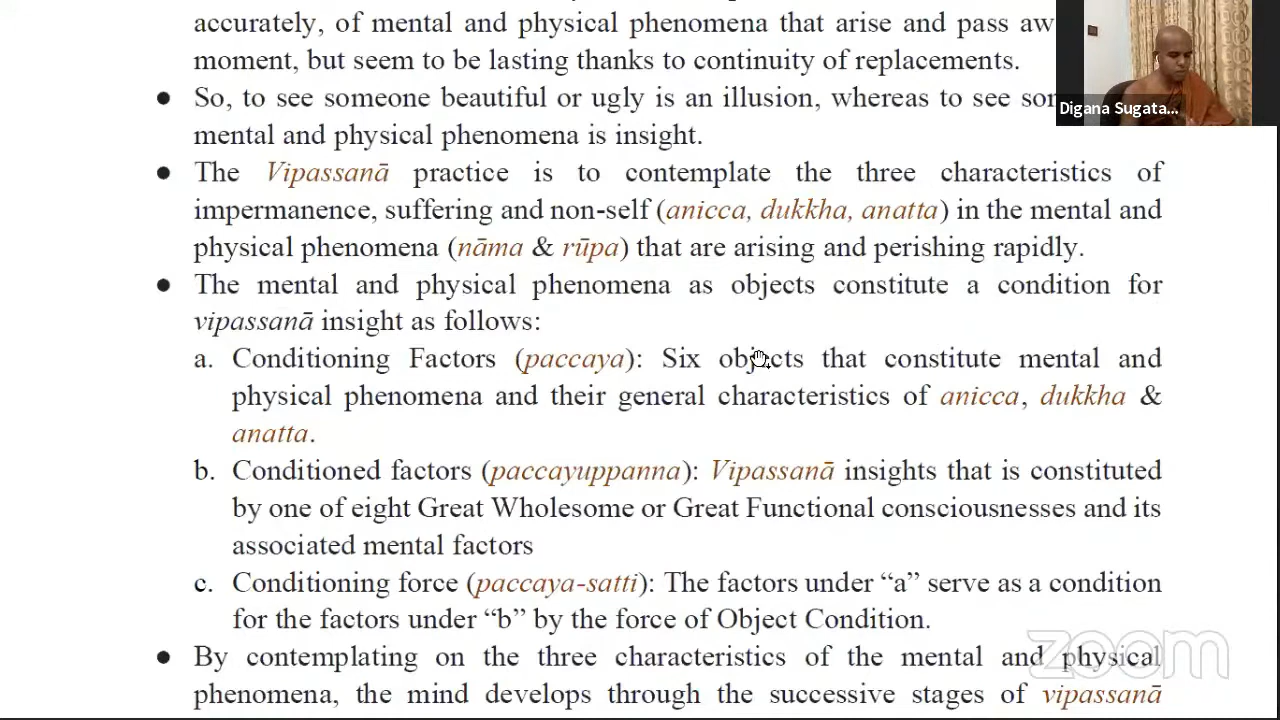 accurately, of mental and physical phenomena that arise and pass aw
moment, but seem to be lasting thanks to continuity of replacements.
● So, to see someone beautiful or ugly is an illusion, whereas to see
mental and physical phenomena is insight.
● The Vipassanā practice is to contemplate the three characteristics of
impermanence, suffering and non-self (anicca, dukkha, anatta) in the mental and
physical phenomena (nāma & rūpa) that are arising and perishing rapidly.
● The mental and physical phenomena as objects constitute a condition for
vipassanā insight as follows:
a. Conditioning Factors (paccaya): Six objects that constitute mental and
physical phenomena and their general characteristics of anicca, dukkha &
anatta.
b. Conditioned factors (paccayuppanna): Vipassanā insights that is constituted
by one of eight Great Wholesome or Great Functional consciousnesses and its
associated mental factors
c. Conditioning force (paccaya-satti): The factors under “a” serve as a condition
for the factors under “b” by the force of Object Condition.
● By contemplating on the three characteristics of the mental and physical
phenomena, the mind develops through the successive stages of vipassanā
Digana Sugata...
zoom